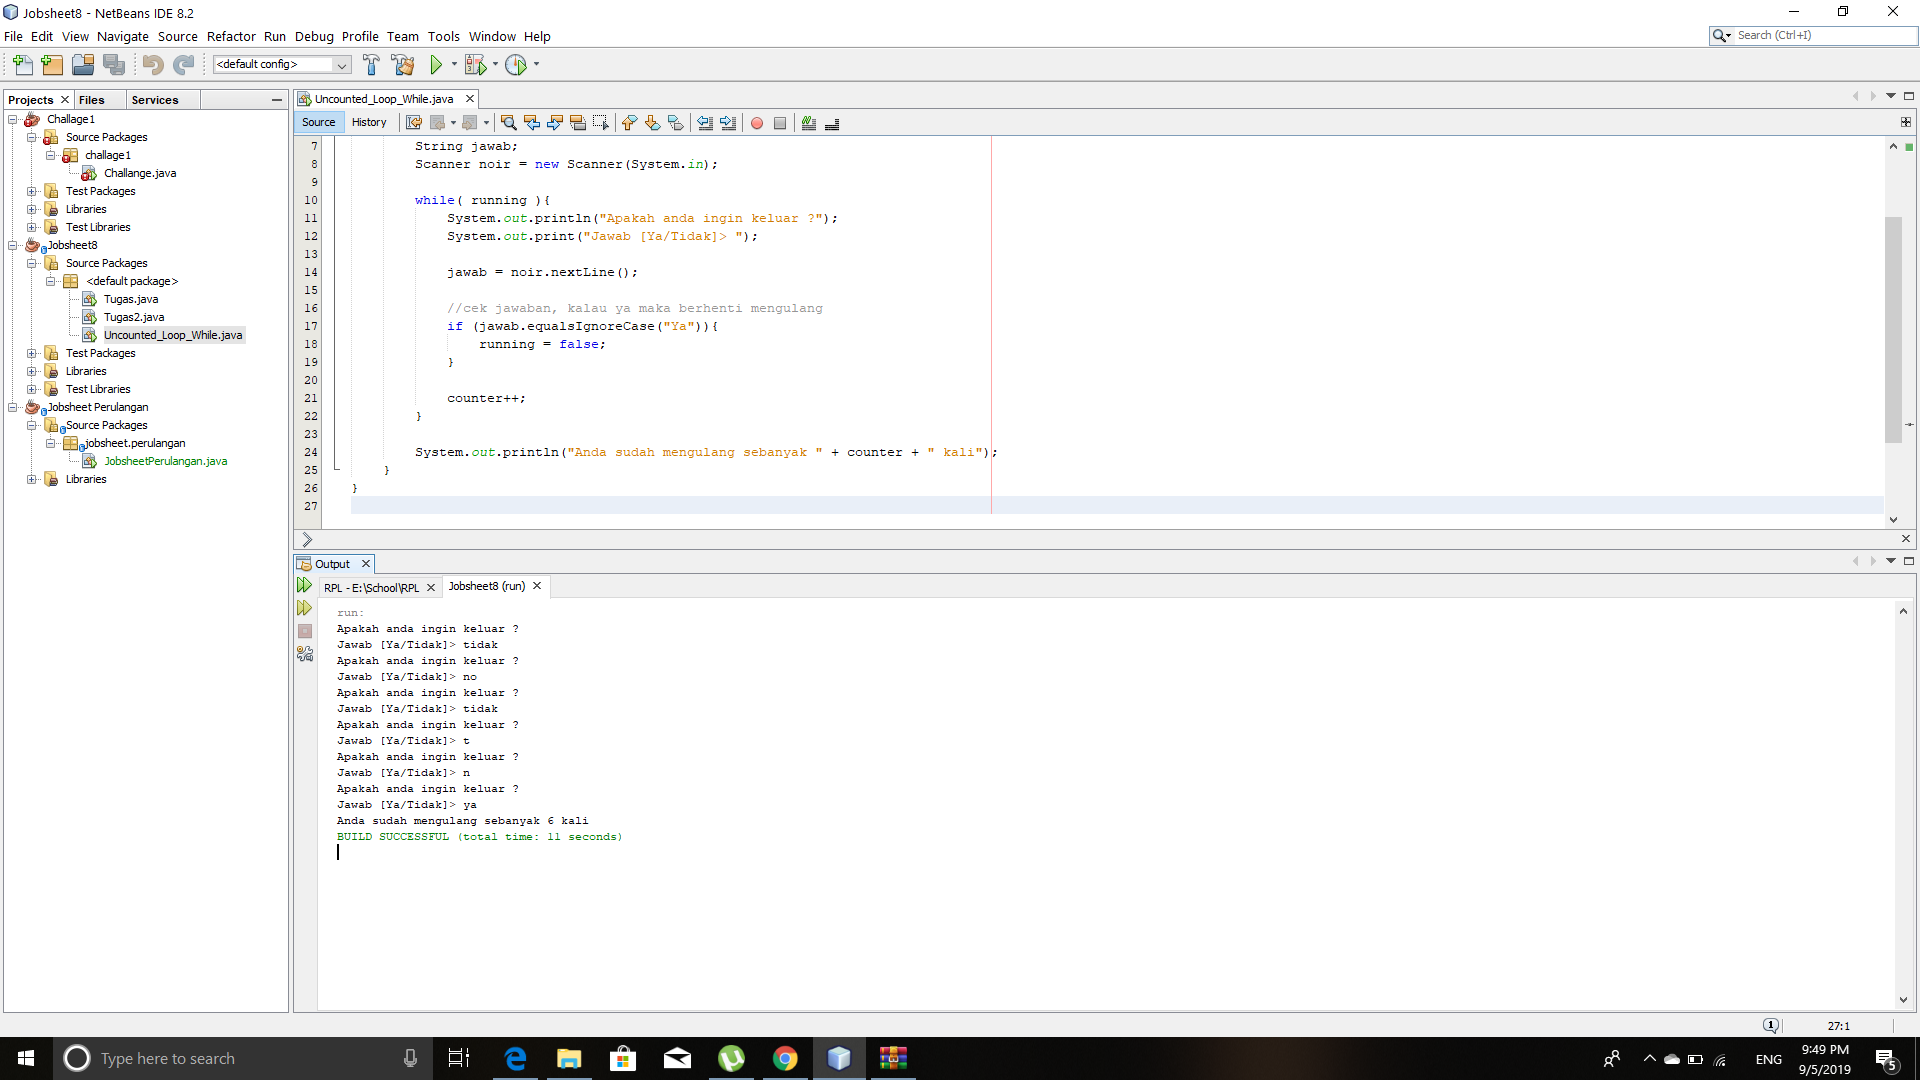 Jobsheet8 - NetBeans IDE 8.2
File Edit View Navigate Source Refactor Run Debug Profile Team Tools Window Help
Search (Ctrl+I)
<default config>
Projects Files Services
Challage1
Source Packages
challage1
Challange.java
Test Packages
Libraries
Test Libraries
Jobsheet8
Source Packages
<default package>
Tugas.java
Tugas2.java
Uncounted_Loop_While.java
Test Packages
Libraries
Test Libraries
Jobsheet Perulangan
Source Packages
jobsheet.perulangan
JobsheetPerulangan.java
Libraries
Uncounted_Loop_While.java
Source History
7 String jawab;
8 Scanner noir = new Scanner(System.in);
9
10 while( running ){
11 System.out.println("Apakah anda ingin keluar ?");
12 System.out.print("Jawab [Ya/Tidak]> ");
13
14 jawab = noir.nextLine();
15
16 //cek jawaban, kalau ya maka berhenti mengulang
17 if (jawab.equalsIgnoreCase("Ya")){
18 running = false;
19 }
20
21 counter++;
22 }
23
24 System.out.println("Anda sudah mengulang sebanyak " + counter + " kali");
25 }
26 }
27
Output
RPL - E:\School\RPL Jobsheet8 (run)
run:
Apakah anda ingin keluar ?
Jawab [Ya/Tidak]> tidak
Apakah anda ingin keluar ?
Jawab [Ya/Tidak]> no
Apakah anda ingin keluar ?
Jawab [Ya/Tidak]> tidak
Apakah anda ingin keluar ?
Jawab [Ya/Tidak]> t
Apakah anda ingin keluar ?
Jawab [Ya/Tidak]> n
Apakah anda ingin keluar ?
Jawab [Ya/Tidak]> ya
Anda sudah mengulang sebanyak 6 kali
BUILD SUCCESSFUL (total time: 11 seconds)
1 27:1
Type here to search
ENG
9:49 PM
9/5/2019
5